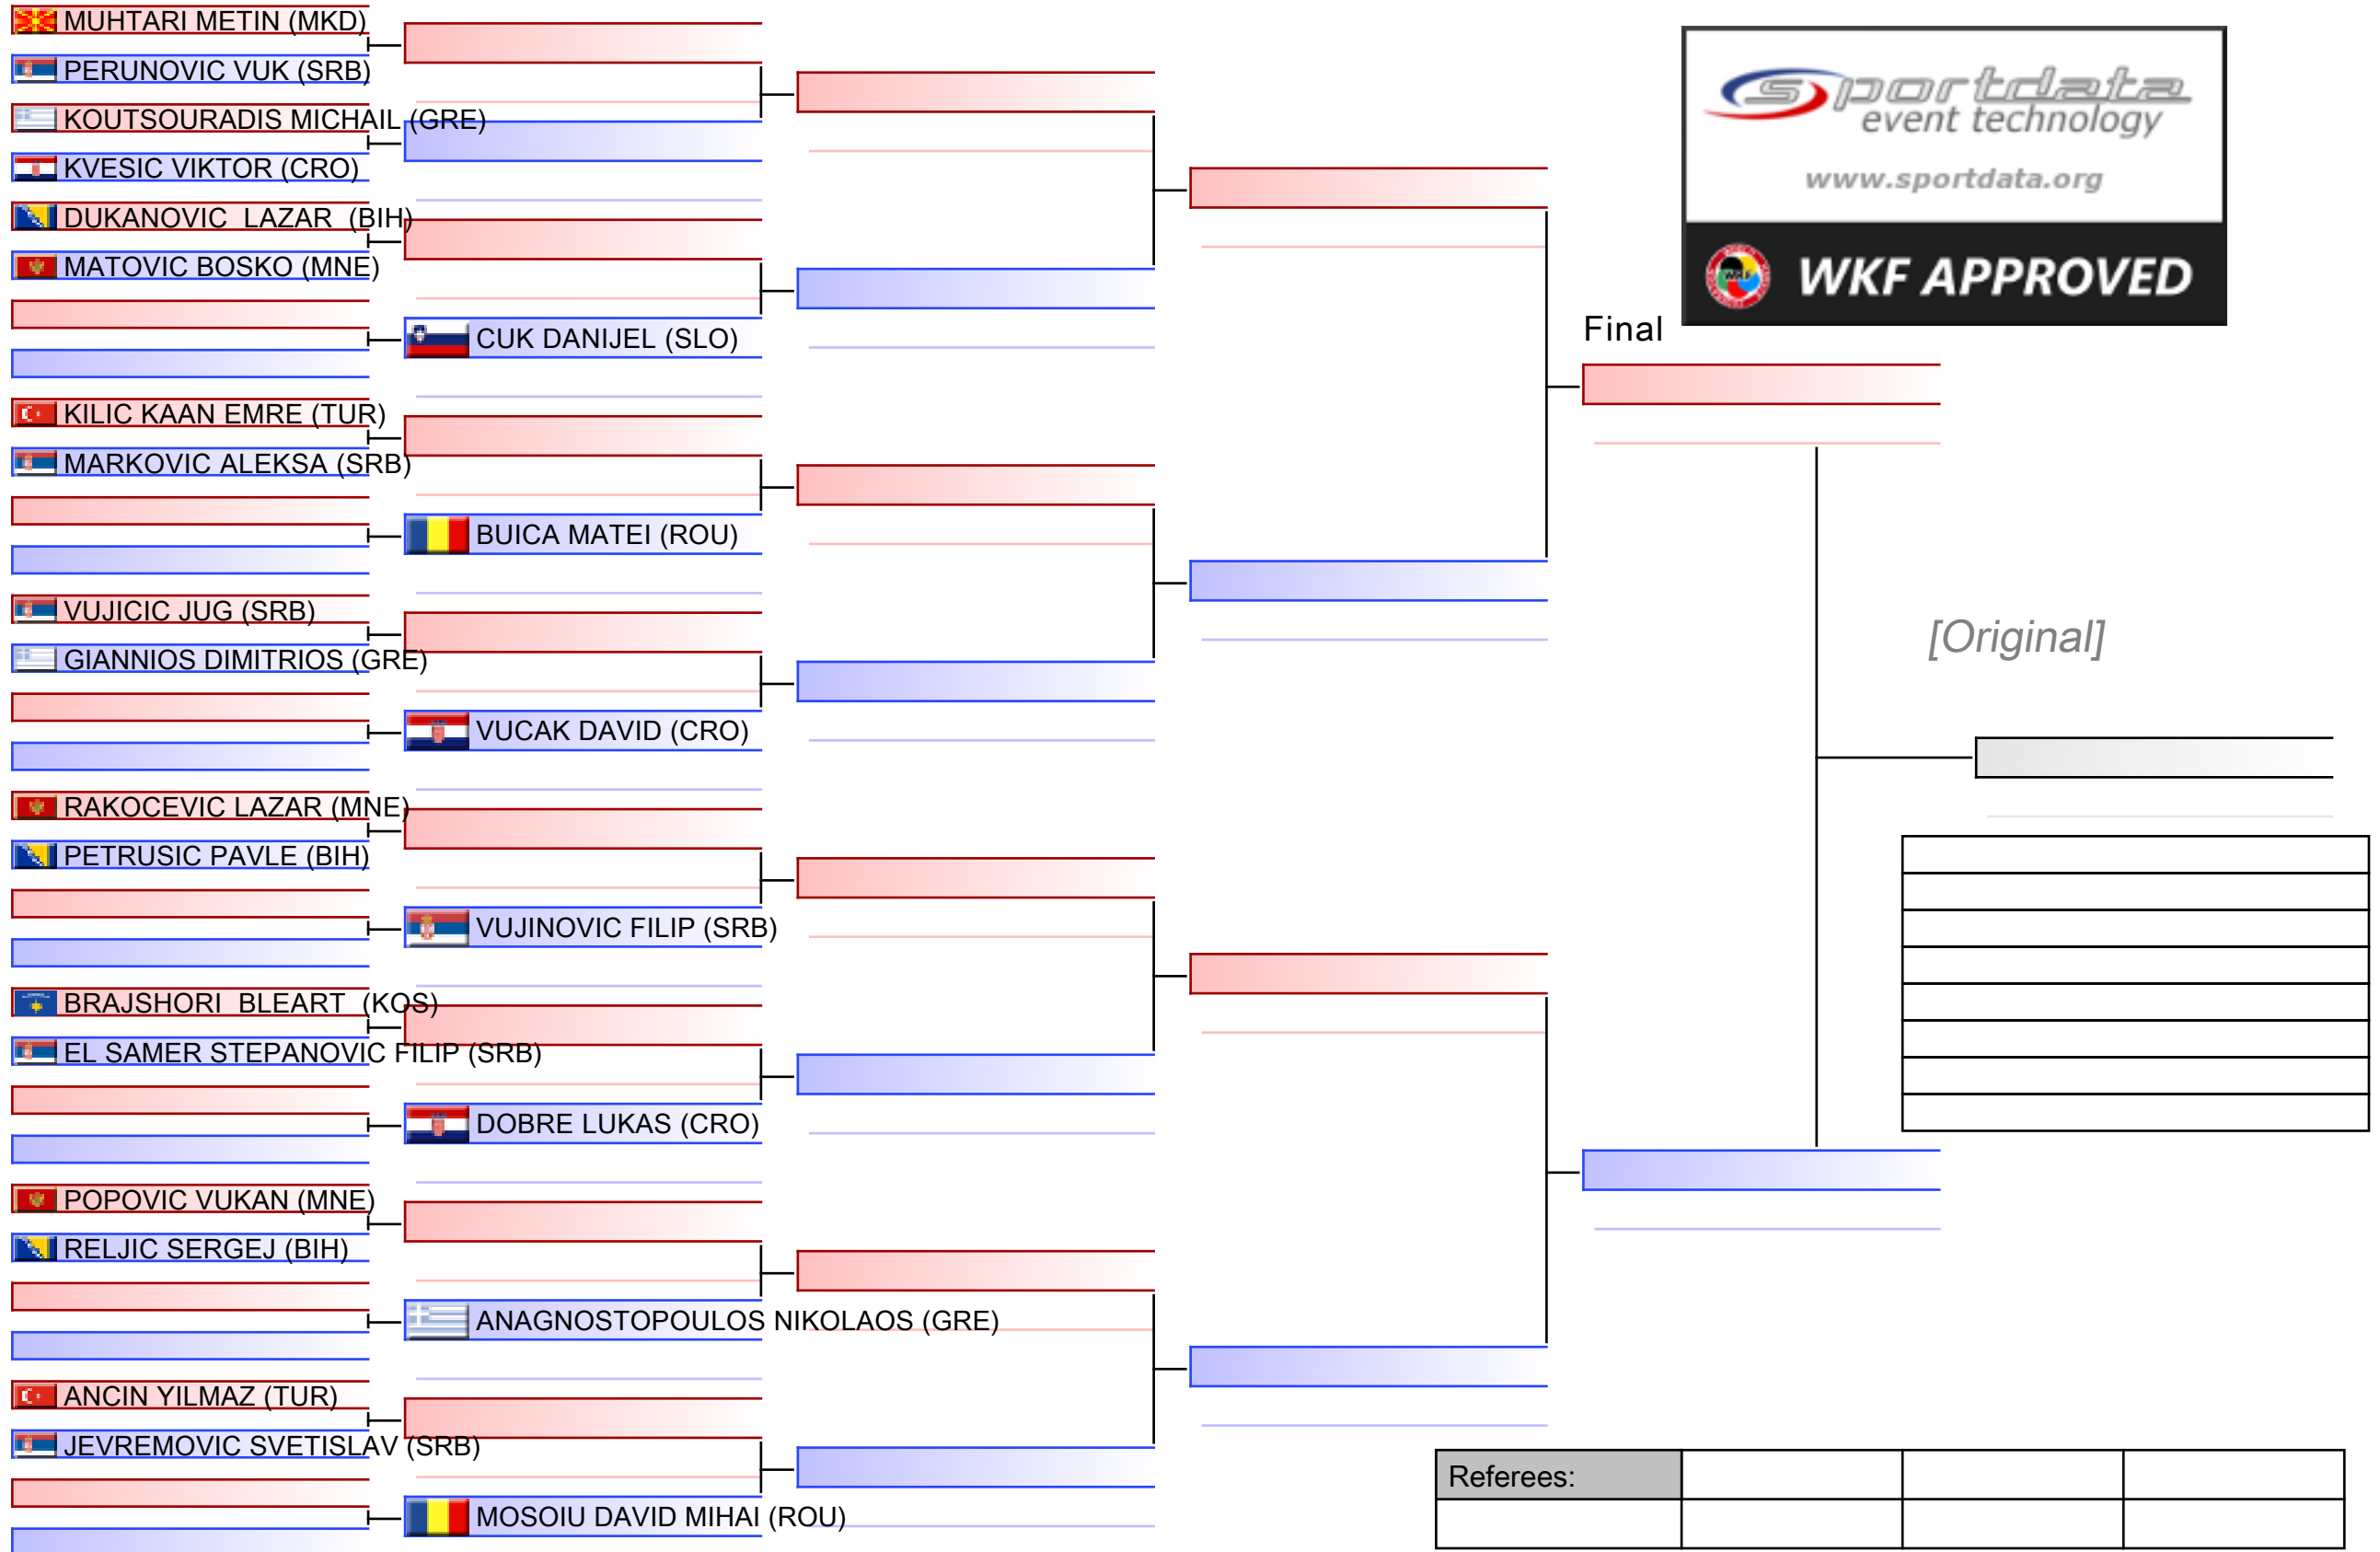 MUHTARI METIN (MKD)
PERUNOVIC VUK (SRB)
KOUTSOURADIS MICHAIL (GRE)
KVESIC VIKTOR (CRO)
DUKANOVIC  LAZAR  (BIH)
MATOVIC BOSKO (MNE)
CUK DANIJEL (SLO)
KILIC KAAN EMRE (TUR)
MARKOVIC ALEKSA (SRB)
BUICA MATEI (ROU)
VUJICIC JUG (SRB)
GIANNIOS DIMITRIOS (GRE)
VUCAK DAVID (CRO)
RAKOCEVIC LAZAR (MNE)
PETRUSIC PAVLE (BIH)
VUJINOVIC FILIP (SRB)
BRAJSHORI  BLEART  (KOS)
EL SAMER STEPANOVIC FILIP (SRB)
DOBRE LUKAS (CRO)
POPOVIC VUKAN (MNE)
RELJIC SERGEJ (BIH)
ANAGNOSTOPOULOS NIKOLAOS (GRE)
ANCIN YILMAZ (TUR)
JEVREMOVIC SVETISLAV (SRB)
MOSOIU DAVID MIHAI (ROU)
sportdata
event technology
www.sportdata.org
WKF
WKF APPROVED
Final
[Original]
Referees: